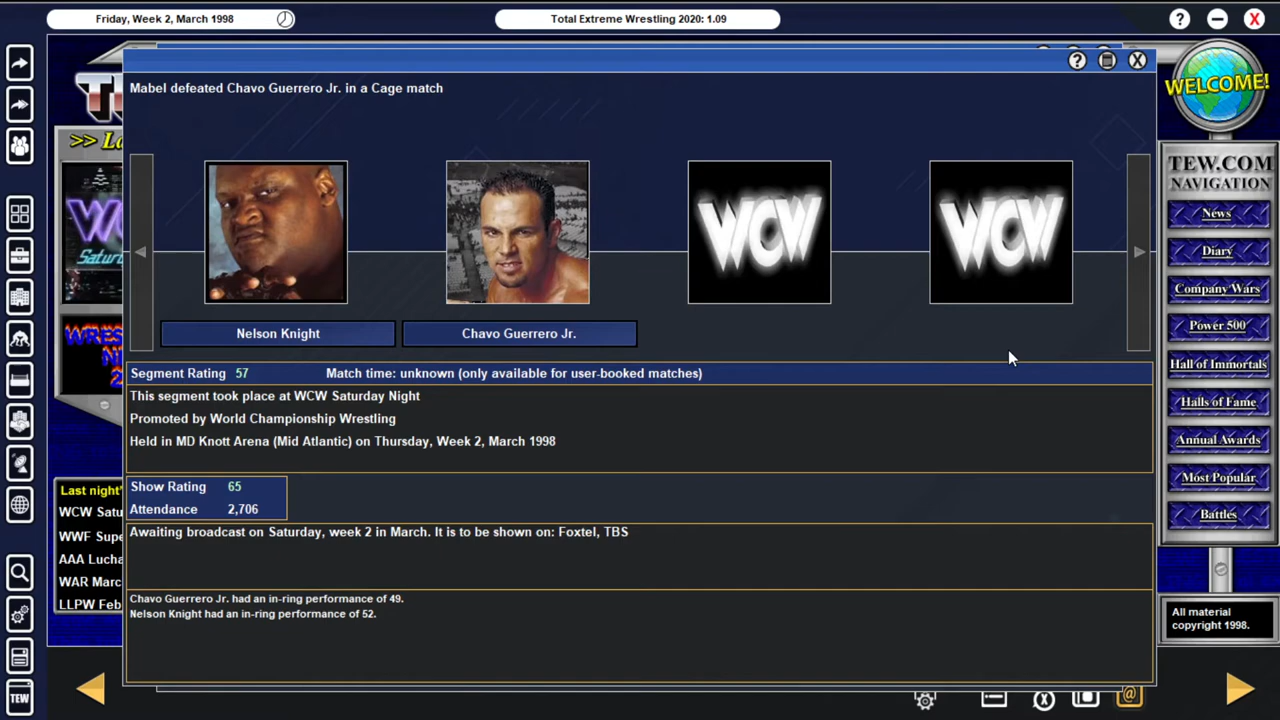 Friday, Week 2, March 1998
Total Extreme Wrestling 2020: 1.09
?
X
? X
Mabel defeated Chavo Guerrero Jr. in a Cage match
WELCOME!
>> La
TEW.COM
NAVIGATION
News
Diary
Company Wars
Power 500
Hall of Immortals
Halls of Fame
Annual Awards
Most Popular
Battles
WCW
WCW
Nelson Knight
Chavo Guerrero Jr.
Segment Rating 57 Match time: unknown (only available for user-booked matches)
This segment took place at WCW Saturday Night
Promoted by World Championship Wrestling
Held in MD Knott Arena (Mid Atlantic) on Thursday, Week 2, March 1998
Show Rating 65
Attendance 2,706
Awaiting broadcast on Saturday, week 2 in March. It is to be shown on: Foxtel, TBS
Chavo Guerrero Jr. had an in-ring performance of 49.
Nelson Knight had an in-ring performance of 52.
Last night'
WCW Satu
WWF Supe
AAA Lucha
WAR Marc
LLPW Feb
All material
copyright 1998.
TEW